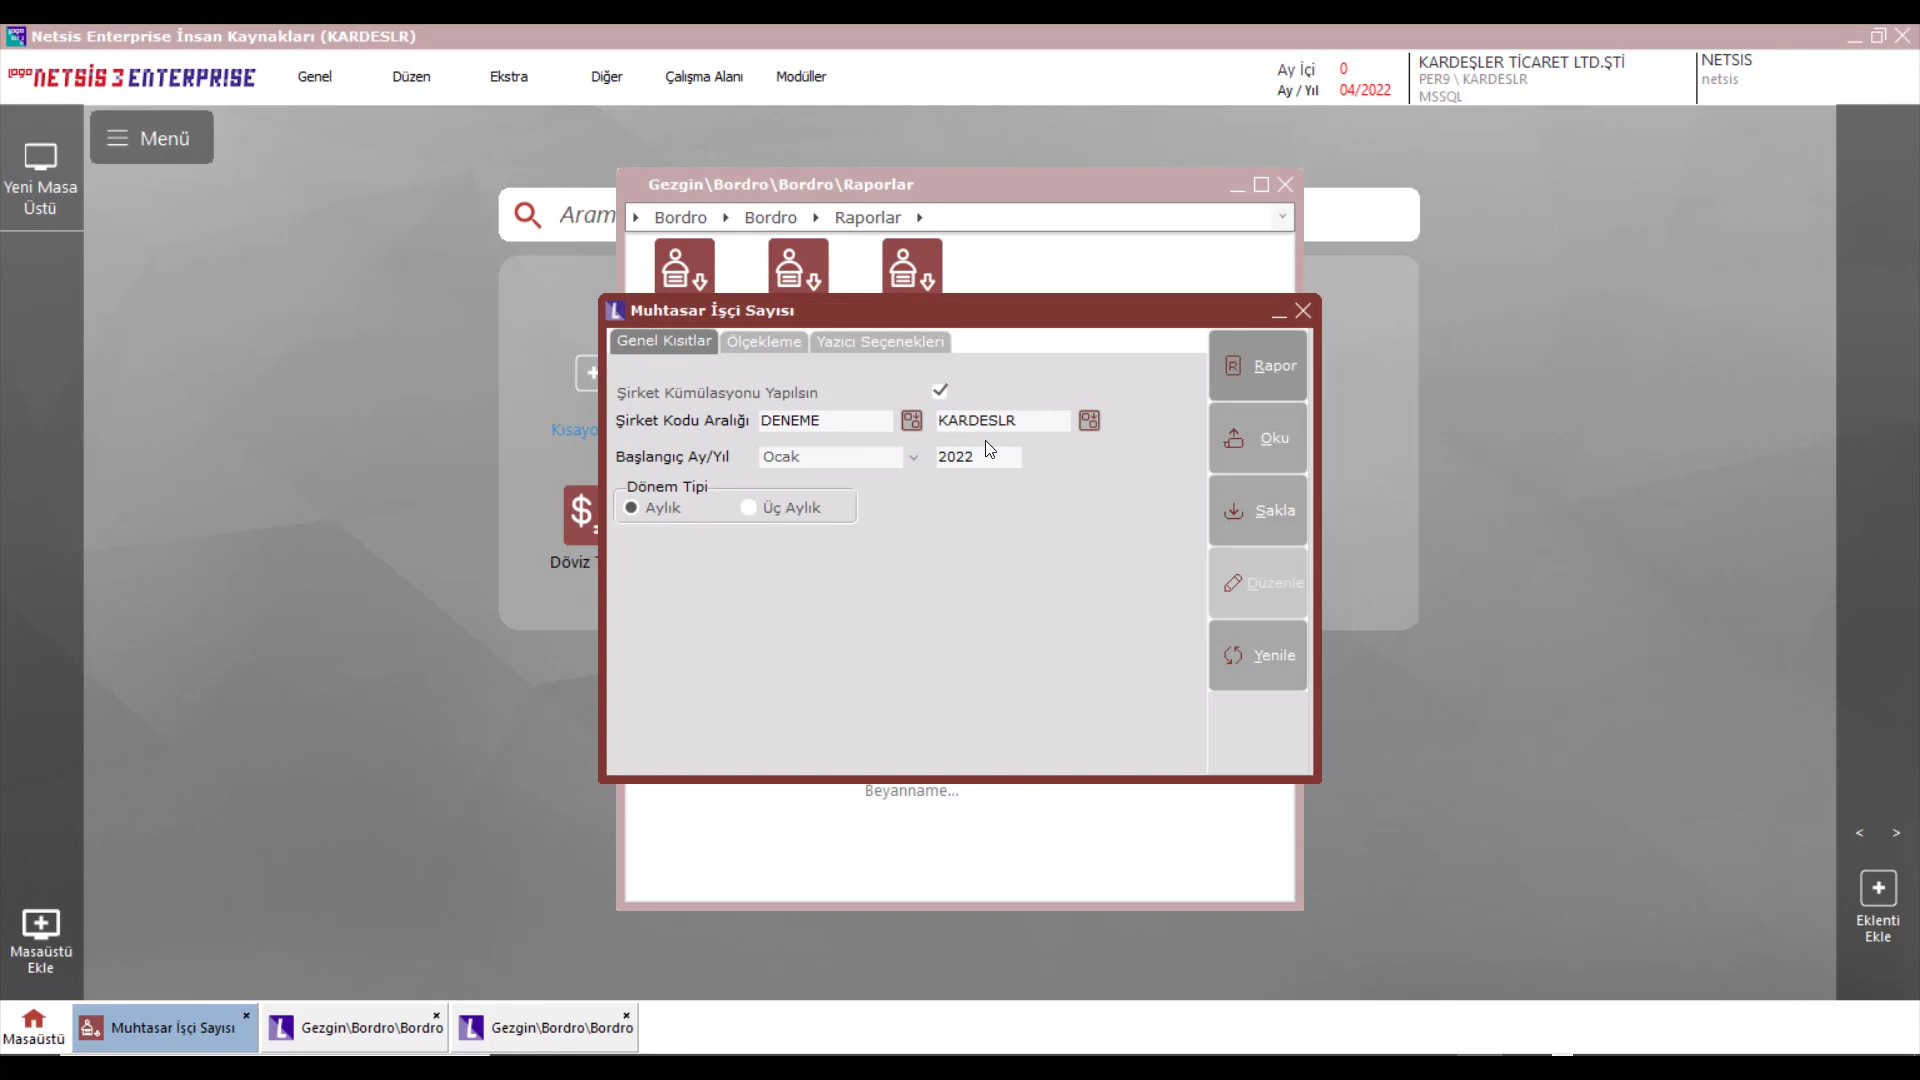 Netsis Enterprise İnsan Kaynakları (KARDESLR)
logo NETSİS 3 ENTERPRISE
Genel
Düzen
Ekstra
Diğer
Çalışma Alanı
Modüller
Ay İçi 0
Ay / Yıl 04/2022
KARDEŞLER TİCARET LTD.ŞTİ
PER9 \ KARDESLR
MSSQL
NETSIS
netsis
Yeni Masa
Üstü
Menü
Aram
Kısayo
Döviz
Gezgin\Bordro\Bordro\Raporlar
Bordro
Bordro
Raporlar
Muhtasar İşçi Sayısı
Genel Kısıtlar
Ölçekleme
Yazıcı Seçenekleri
Şirket Kümülasyonu Yapılsın
Şirket Kodu Aralığı DENEME KARDESLR
Başlangıç Ay/Yıl Ocak 2022
Dönem Tipi
Aylık Üç Aylık
Rapor
Oku
Sakla
Düzenle
Yenile
Beyanname...
< >
Eklenti
Ekle
Masaüstü
Ekle
Masaüstü
Muhtasar İşçi Sayısı
Gezgin\Bordro\Bordro
Gezgin\Bordro\Bordro